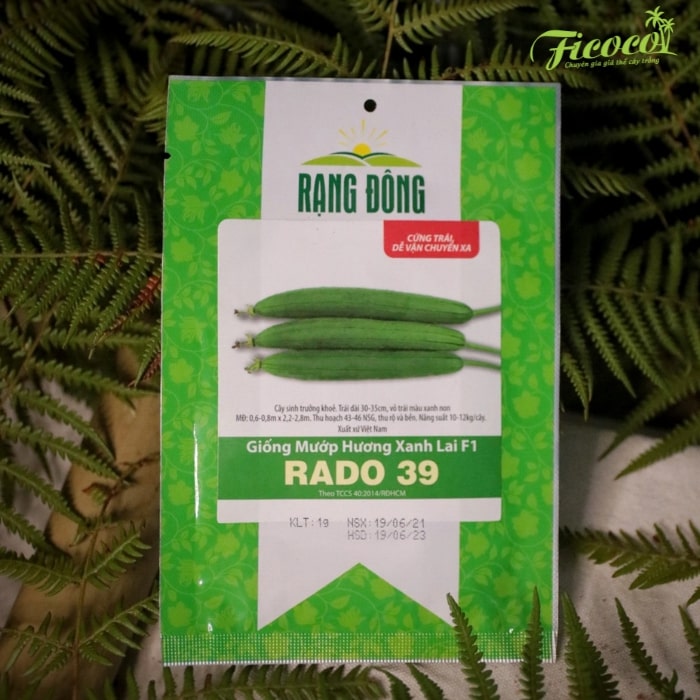 Ficoco
Chuyên gia giá thể cây trồng
RẠNG ĐÔNG
CỨNG TRÁI,
DỄ VẬN CHUYỂN XA
Cây sinh trưởng khoẻ. Trái dài 30-35cm, vỏ trái màu xanh non
MĐ: 0,6-0,8m x 2,2-2,8m. Thu hoạch 43-46 NSG, thu rộ và bền. Năng suất 10-12kg/cây.
Xuất xứ Việt Nam
Giống Mướp Hương Xanh Lai F1
RADO 39
Theo TCCS 40:2014/RĐHCM
KLT: 1g NSX: 19/06/21
HSD: 19/06/23